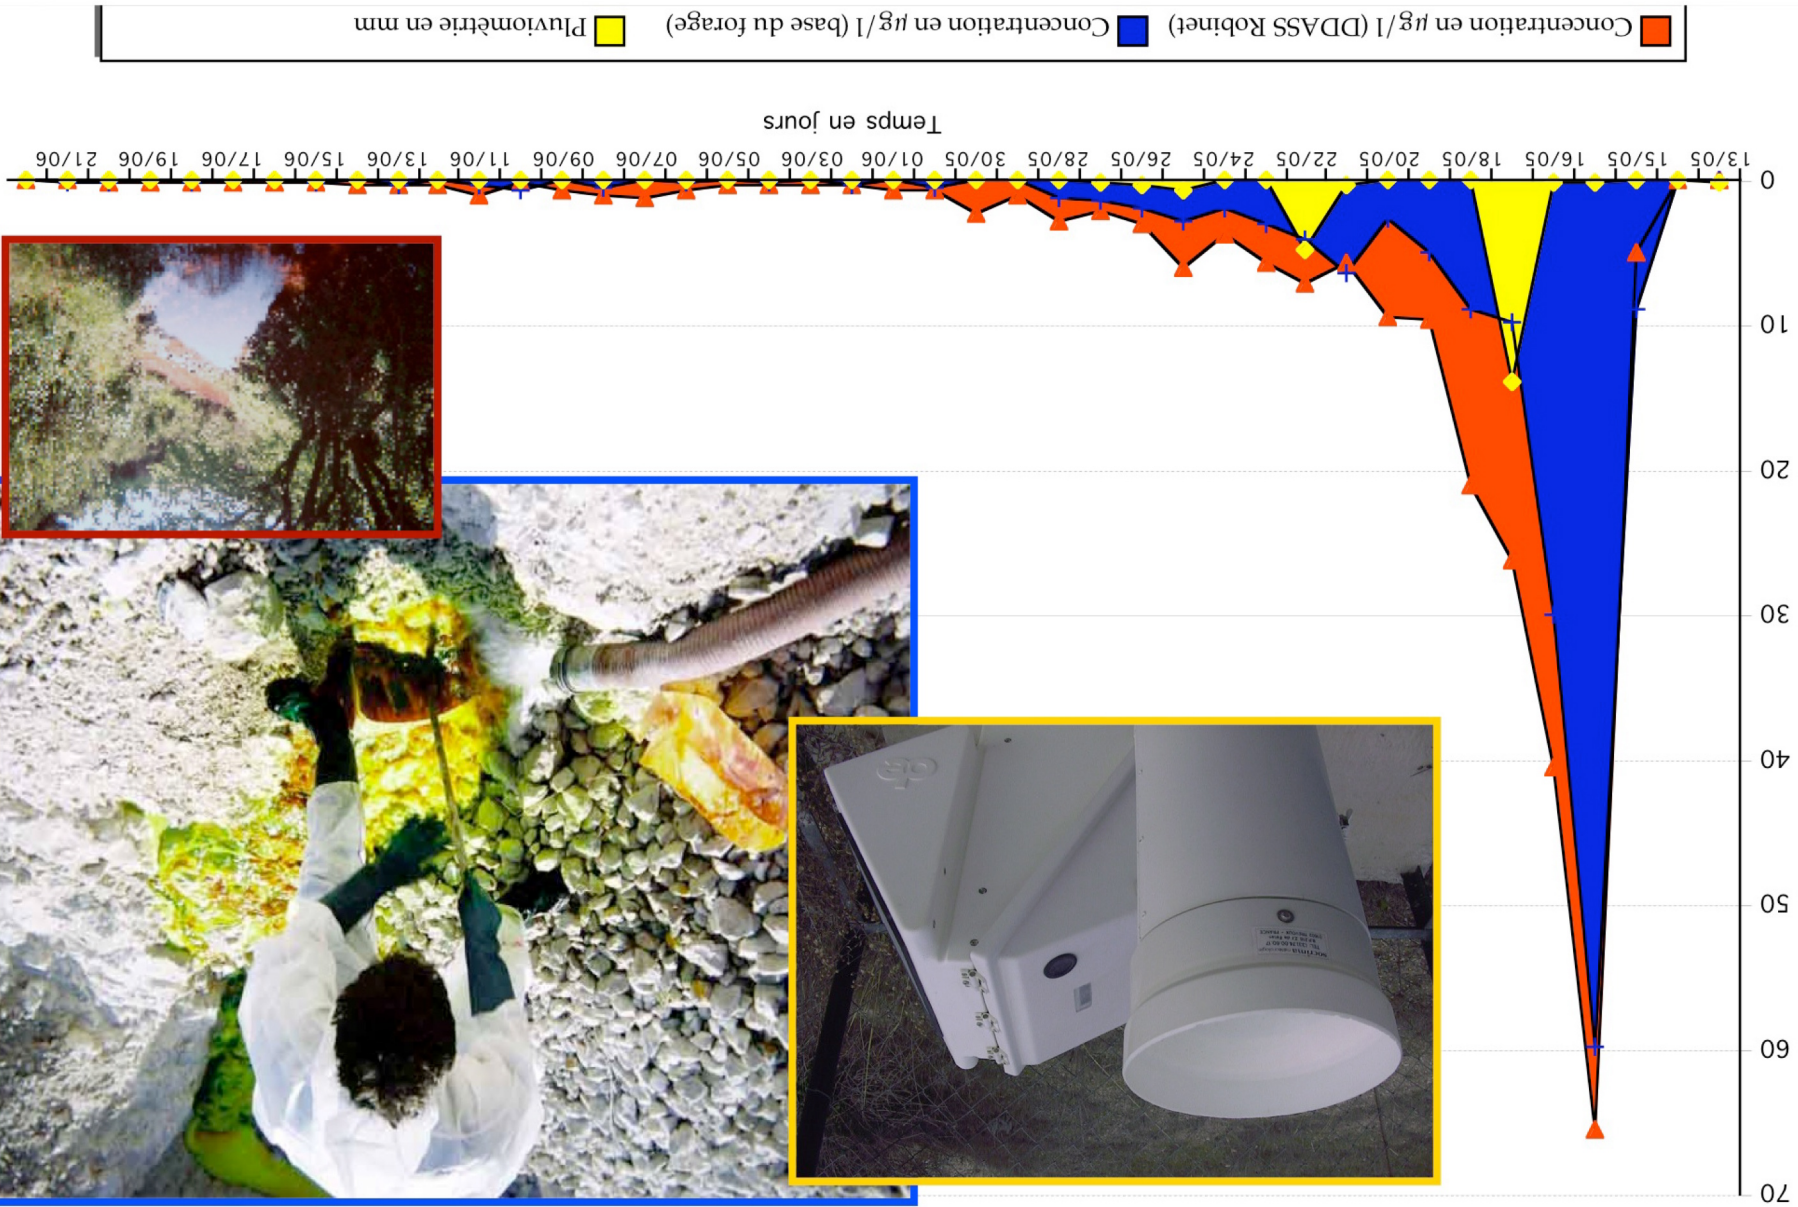 70
60
50
40
30
20
10
0
13/05 15/05 16/05 18/05 20/05 22/05 24/05 26/05 28/05 30/05 01/06 03/06 05/06 07/06 09/06 11/06 13/06 15/06 17/06 19/06 21/06
Temps en jours
Concentration en µg/l (DDASS Robinet) Concentration en µg/l (base du forage) Pluviomètrie en mm